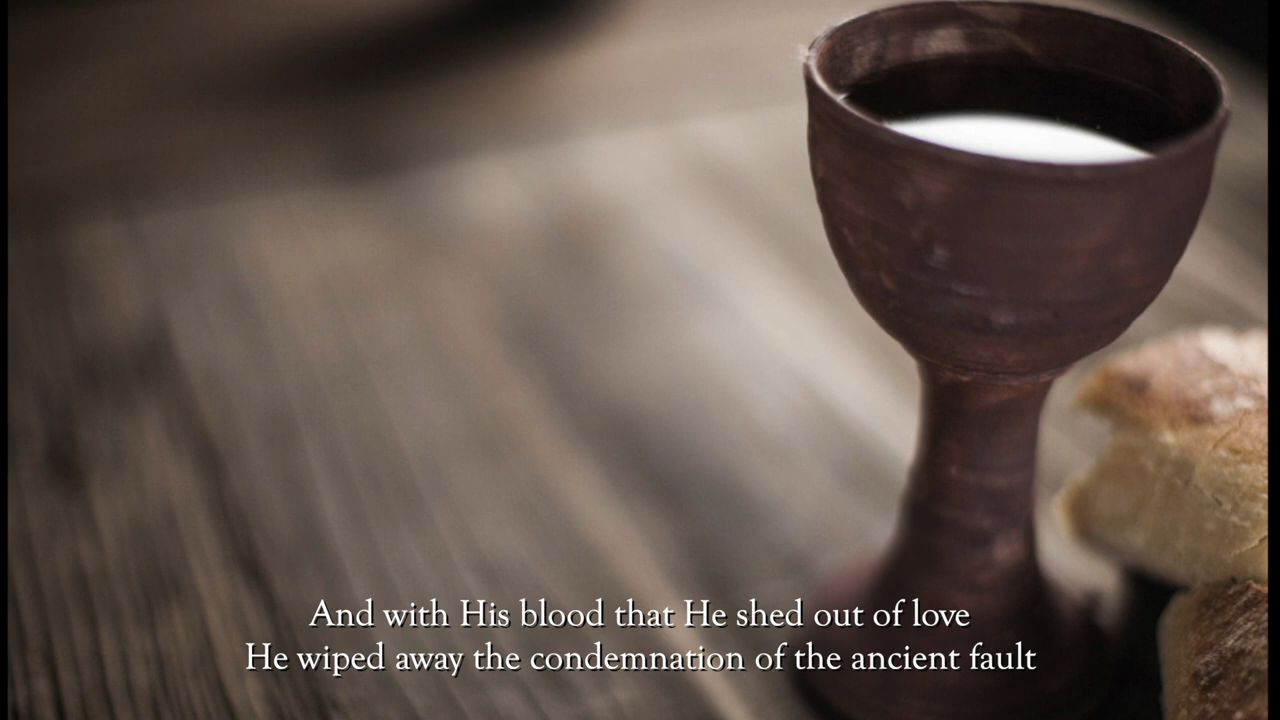 And with His blood that He shed out of love
He wiped away the condemnation of the ancient fault